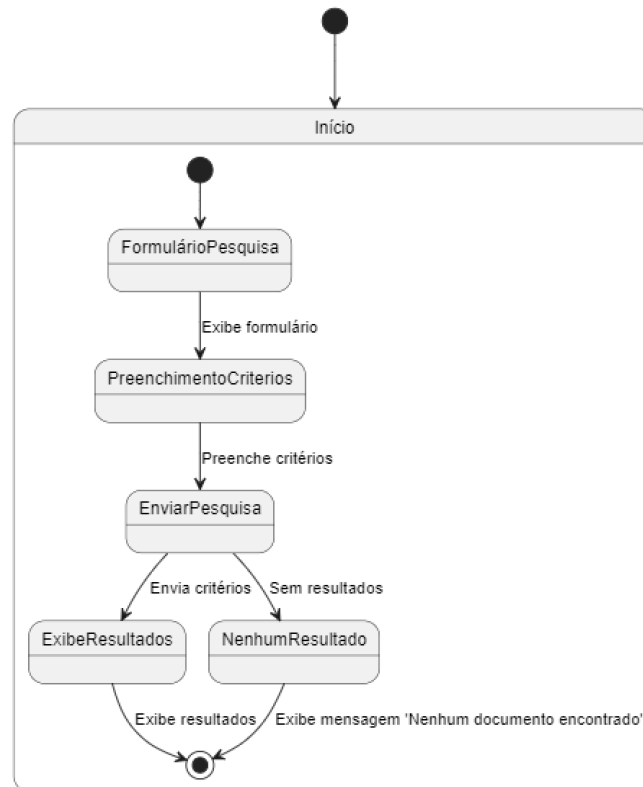 Início
FormulárioPesquisa
Exibe formulário
PreenchimentoCriterios
Preenche critérios
EnviarPesquisa
Envia critérios
Sem resultados
ExibeResultados
NenhumResultado
Exibe resultados
Exibe mensagem 'Nenhum documento encontrado'